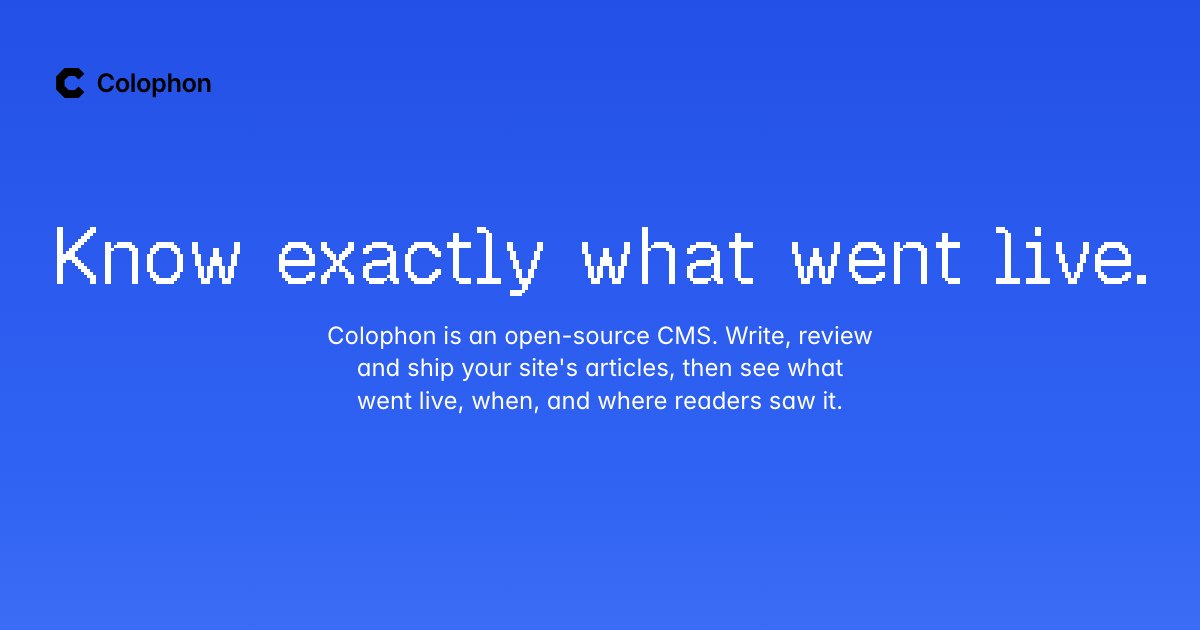 Colophon
Know exactly what went live.
Colophon is an open-source CMS. Write, review
and ship your site's articles, then see what
went live, when, and where readers saw it.